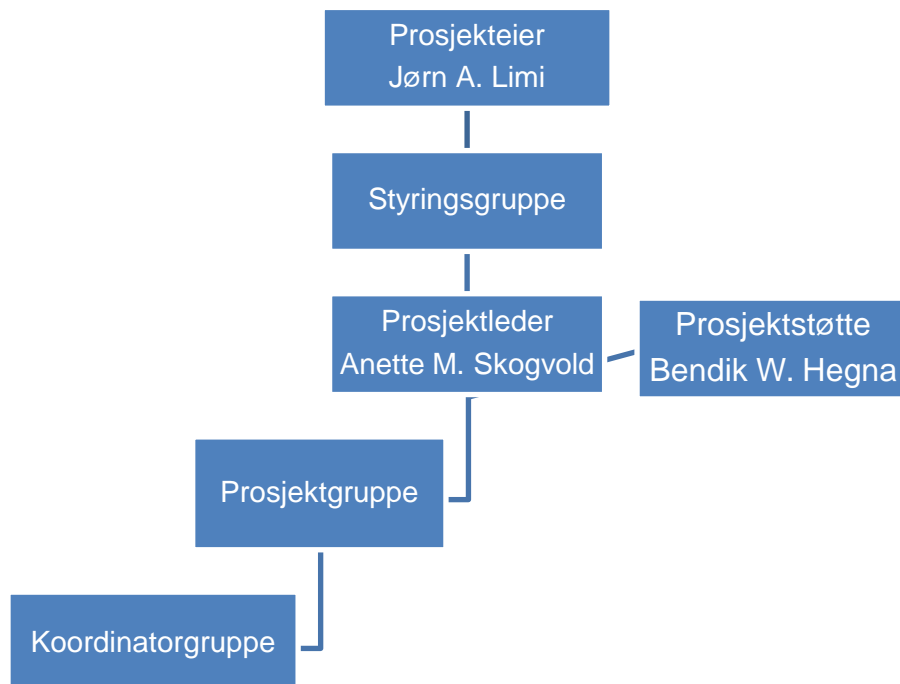 Prosjekteier
Jørn A. Limi
Styringsgruppe
Prosjektleder
Anette M. Skogvold
Prosjektstøtte
Bendik W. Hegna
Prosjektgruppe
Koordinatorgruppe